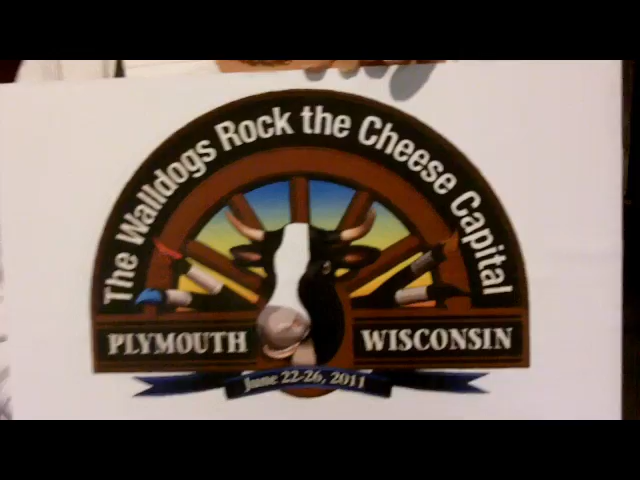 The Walldogs Rock the Cheese Capital
PLYMOUTH WISCONSIN
June 22-26, 2011